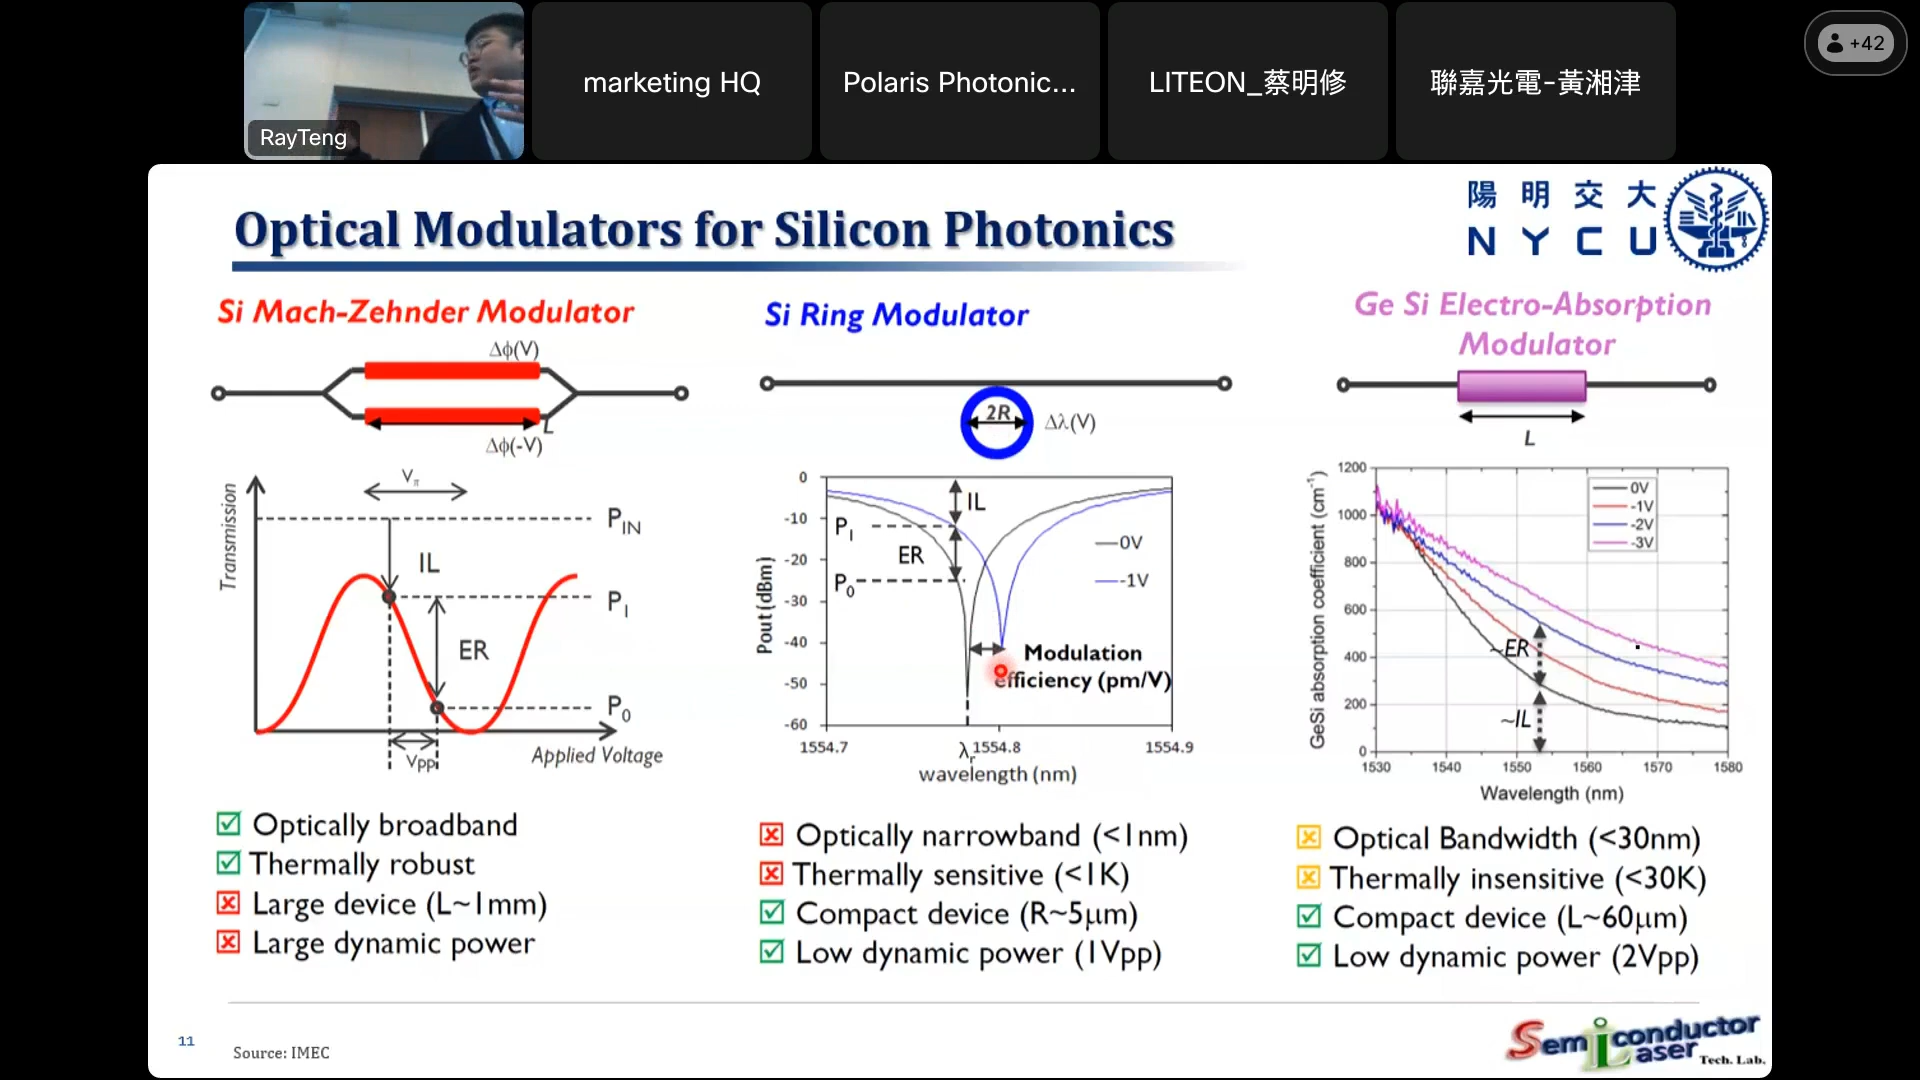 RayTeng
marketing HQ
Polaris Photonic...
LITEON_蔡明修
聯嘉光電-黃湘津
+42
Optical Modulators for Silicon Photonics
陽 明 交 大
N Y C U
Si Mach-Zehnder Modulator
Δϕ(V)
L
Δϕ(-V)
Vπ
Transmission
PIN
IL
P1
ER
P0
VPP
Applied Voltage
Optically broadband
Thermally robust
Large device (L~1mm)
Large dynamic power
Si Ring Modulator
2R
Δλ(V)
0
-10
-20
-30
-40
-50
-60
Pout (dBm)
IL
P1
ER
P0
0V
-1V
Modulation
efficiency (pm/V)
1554.7
1554.8
1554.9
λr
wavelength (nm)
Optically narrowband (<1nm)
Thermally sensitive (<1K)
Compact device (R~5μm)
Low dynamic power (1Vpp)
Ge Si Electro-Absorption
Modulator
L
GeSi absorption coefficient (cm-1)
1200
1000
800
600
400
200
0
0V
-1V
-2V
-3V
~ER
~IL
1530
1540
1550
1560
1570
1580
Wavelength (nm)
Optical Bandwidth (<30nm)
Thermally insensitive (<30K)
Compact device (L~60μm)
Low dynamic power (2Vpp)
11
Source: IMEC
Semiconductor
Laser
Tech. Lab.